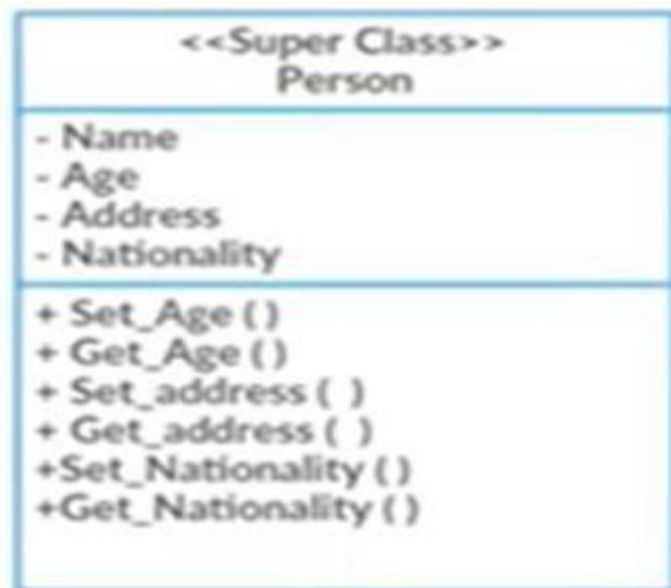 <<Super Class>>
Person
- Name
- Age
- Address
- Nationality
+ Set_Age ( )
+ Get_Age ( )
+ Set_address (  )
+ Get_address (  )
+Set_Nationality ( )
+Get_Nationality ( )